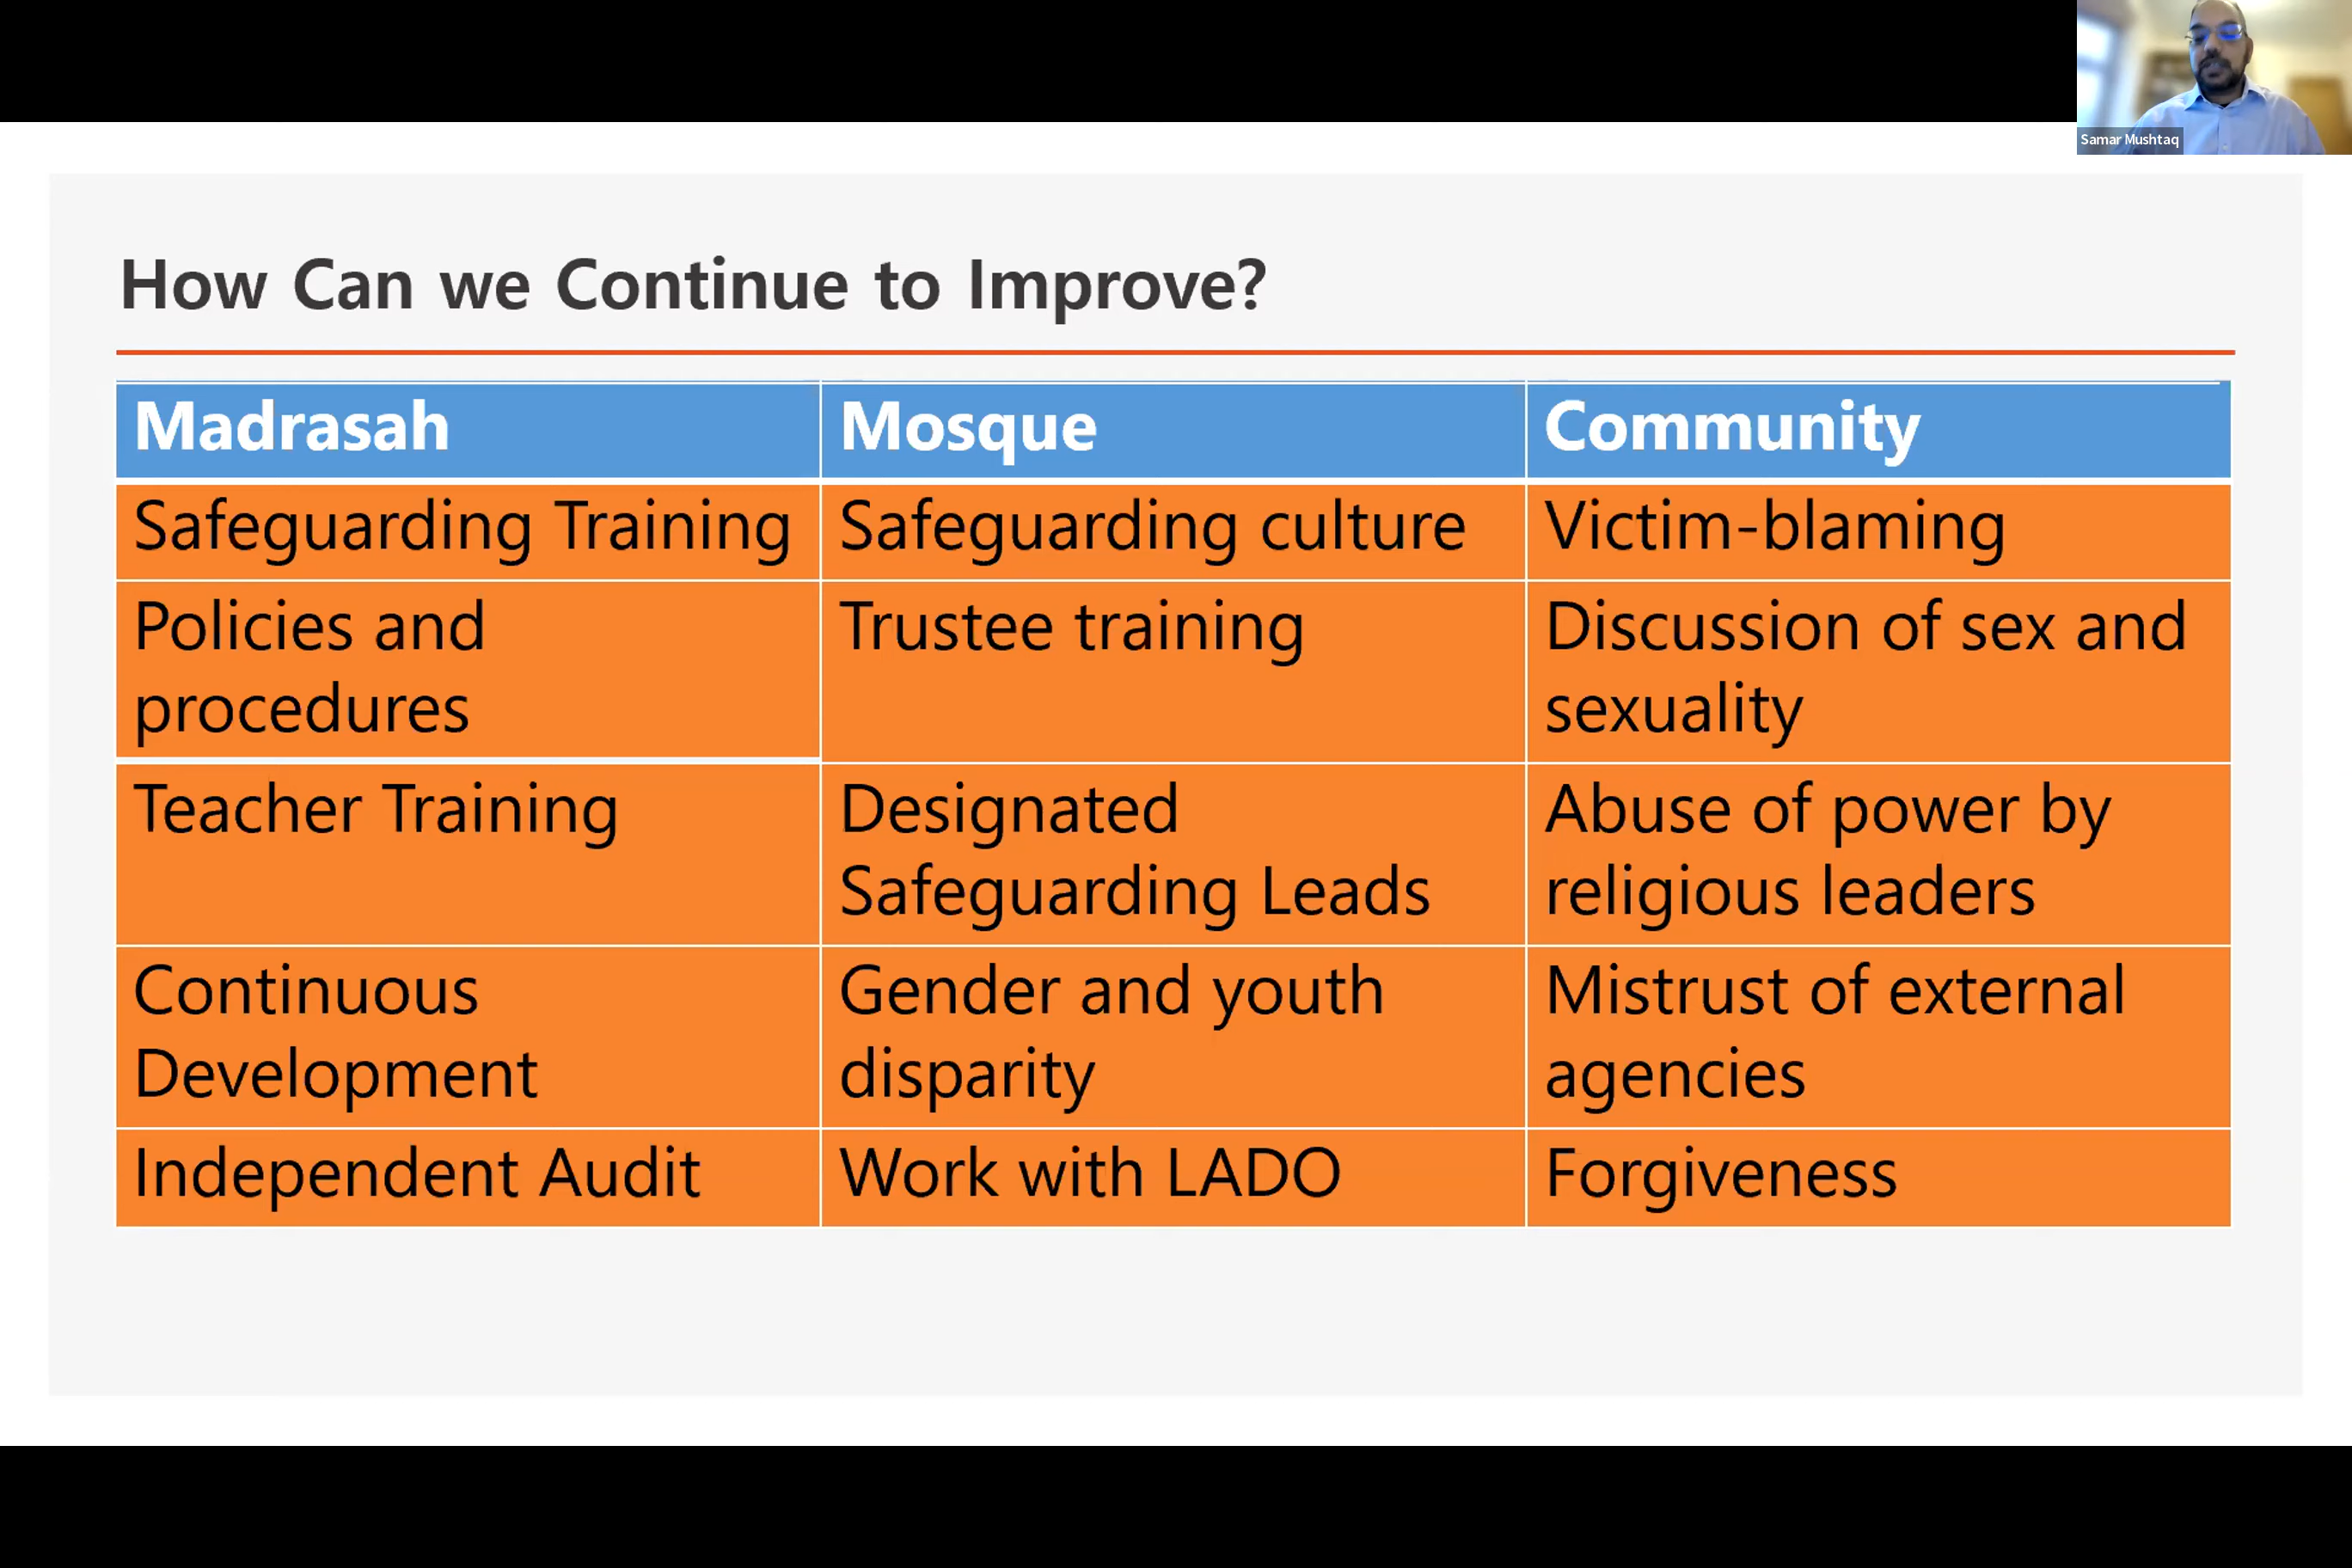 Samar Mushtaq
How Can we Continue to Improve?
Madrasah Mosque Community
Safeguarding Training Safeguarding culture Victim-blaming
Policies and Trustee training Discussion of sex and
procedures sexuality
Teacher Training Designated Abuse of power by
Safeguarding Leads religious leaders
Continuous Gender and youth Mistrust of external
Development disparity agencies
Independent Audit Work with LADO Forgiveness